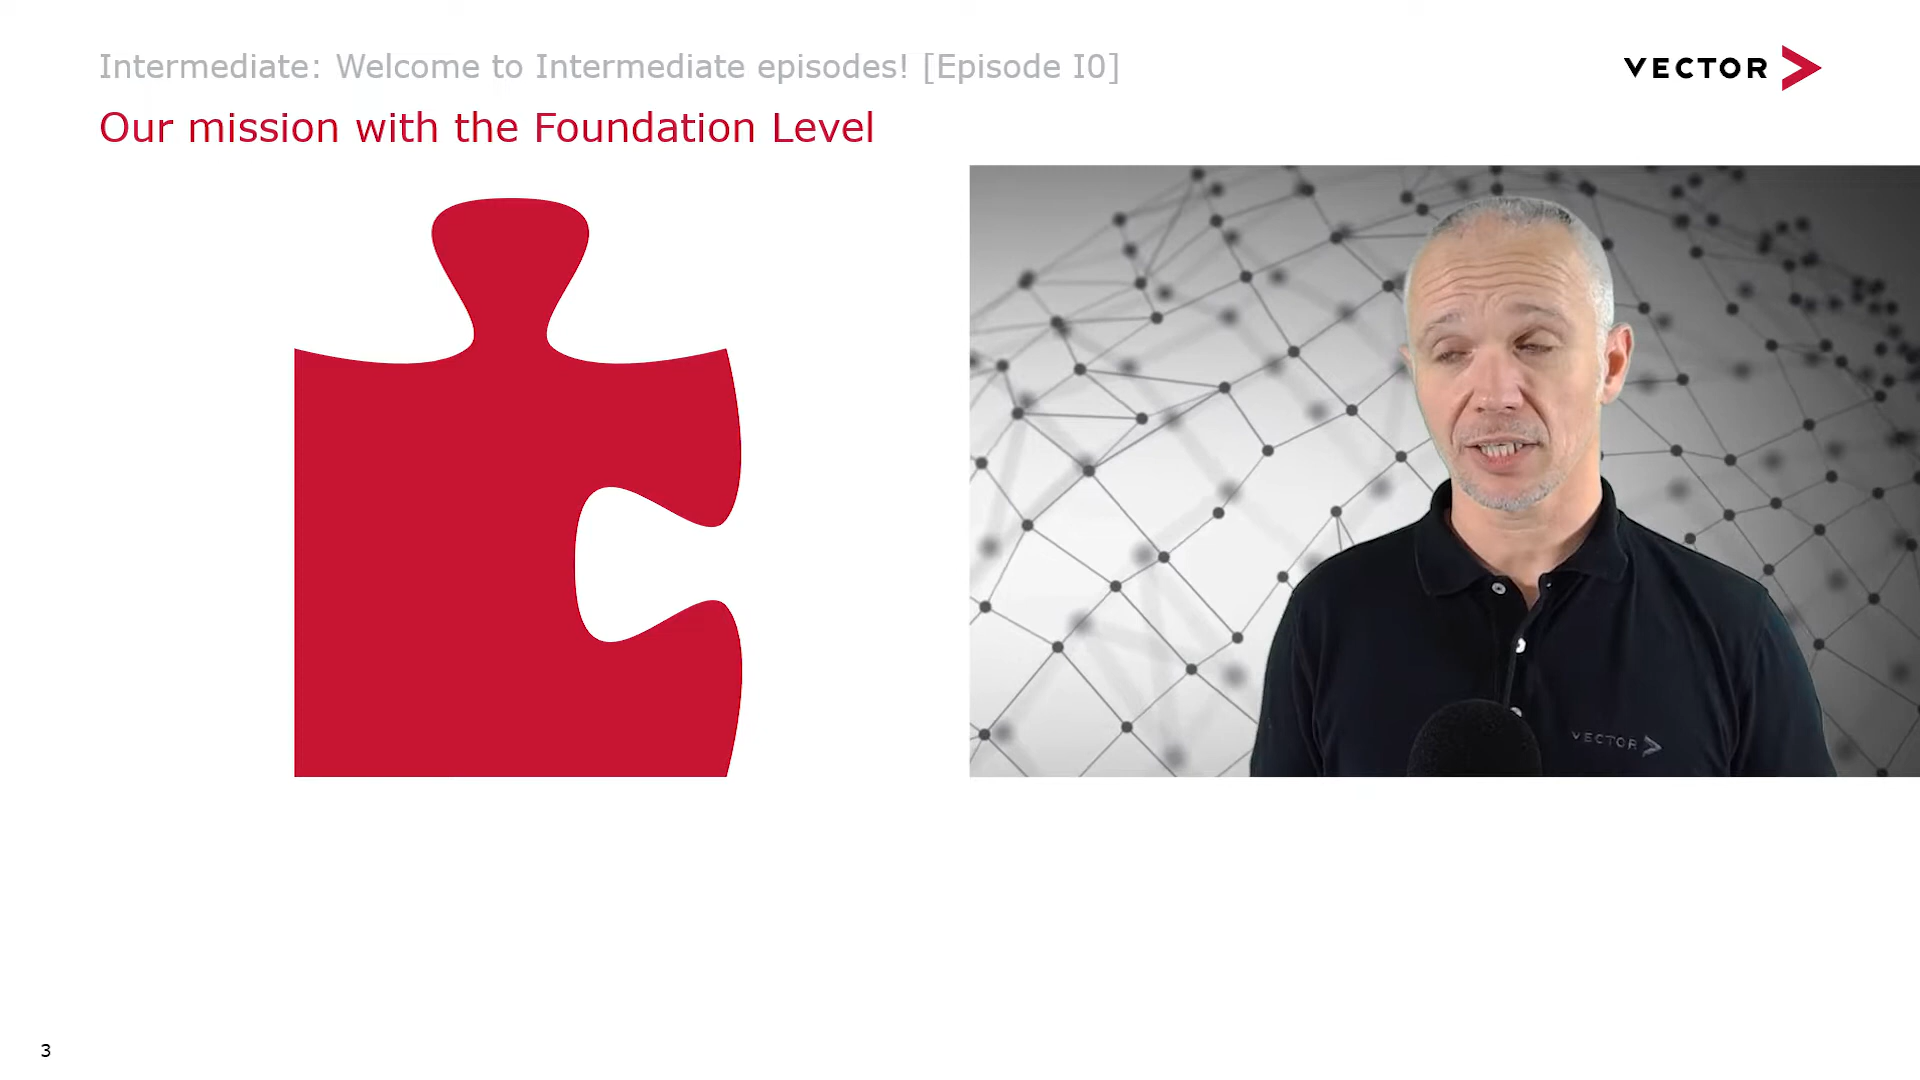 Intermediate: Welcome to Intermediate episodes! [Episode I0]
VECTOR
Our mission with the Foundation Level
VECTOR
3